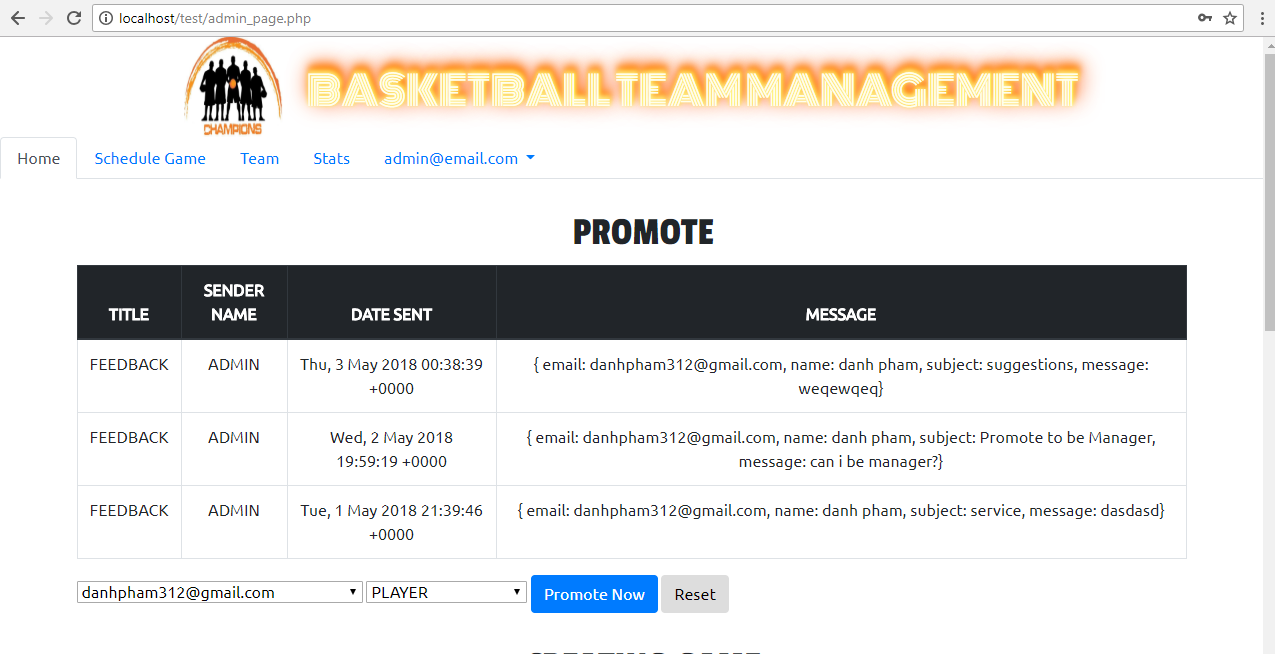 localhost/test/admin_page.php
CHAMPIONS
BASKETBALL TEAM MANAGEMENT
Home Schedule Game Team Stats admin@email.com
PROMOTE
TITLE SENDER NAME DATE SENT MESSAGE
FEEDBACK ADMIN Thu, 3 May 2018 00:38:39 { email: danhpham312@gmail.com, name: danh pham, subject: suggestions, message:
+0000 weqewqeq}
FEEDBACK ADMIN Wed, 2 May 2018 { email: danhpham312@gmail.com, name: danh pham, subject: Promote to be Manager,
19:59:19 +0000 message: can i be manager?}
FEEDBACK ADMIN Tue, 1 May 2018 21:39:46 { email: danhpham312@gmail.com, name: danh pham, subject: service, message: dasdasd}
+0000
danhpham312@gmail.com PLAYER Promote Now Reset